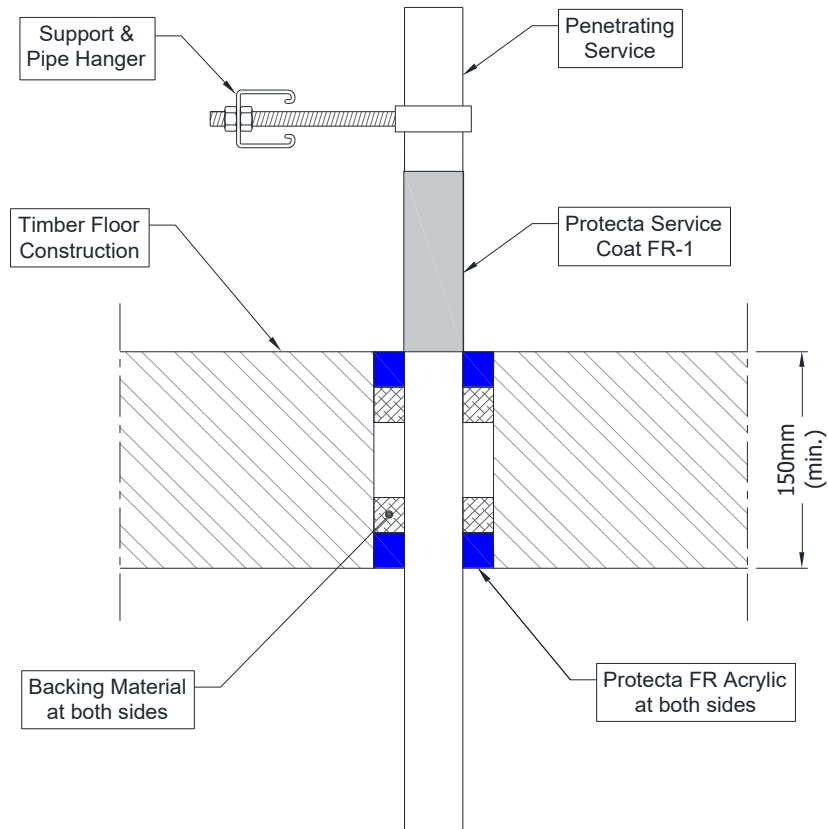 Support &
Pipe Hanger
Penetrating
Service
Timber Floor
Construction
Protecta Service
Coat FR-1
150mm
(min.)
Backing Material
at both sides
Protecta FR Acrylic
at both sides